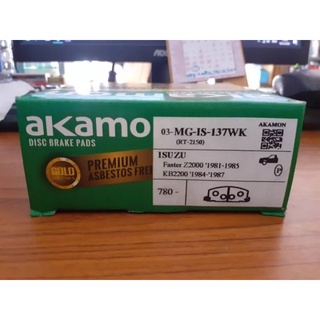 akamo
DISC BRAKE PADS
GOLD
PREMIUM
ASBESTOS FREE
03-MG-IS-137WK
(RT-2150)
AKAMON
ISUZU
Faster Z2000 '1981-1985
KB2200 '1984-'1987
P
780 -